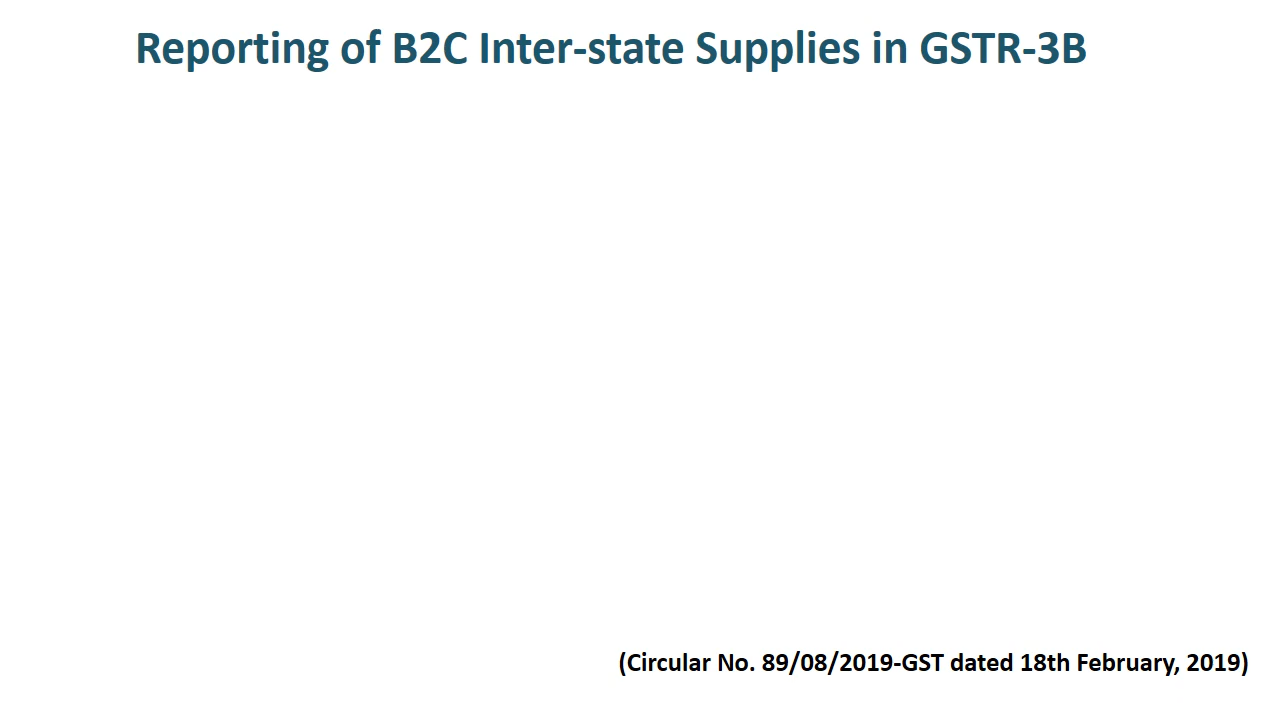 Reporting of B2C Inter-state Supplies in GSTR-3B
(Circular No. 89/08/2019-GST dated 18th February, 2019)